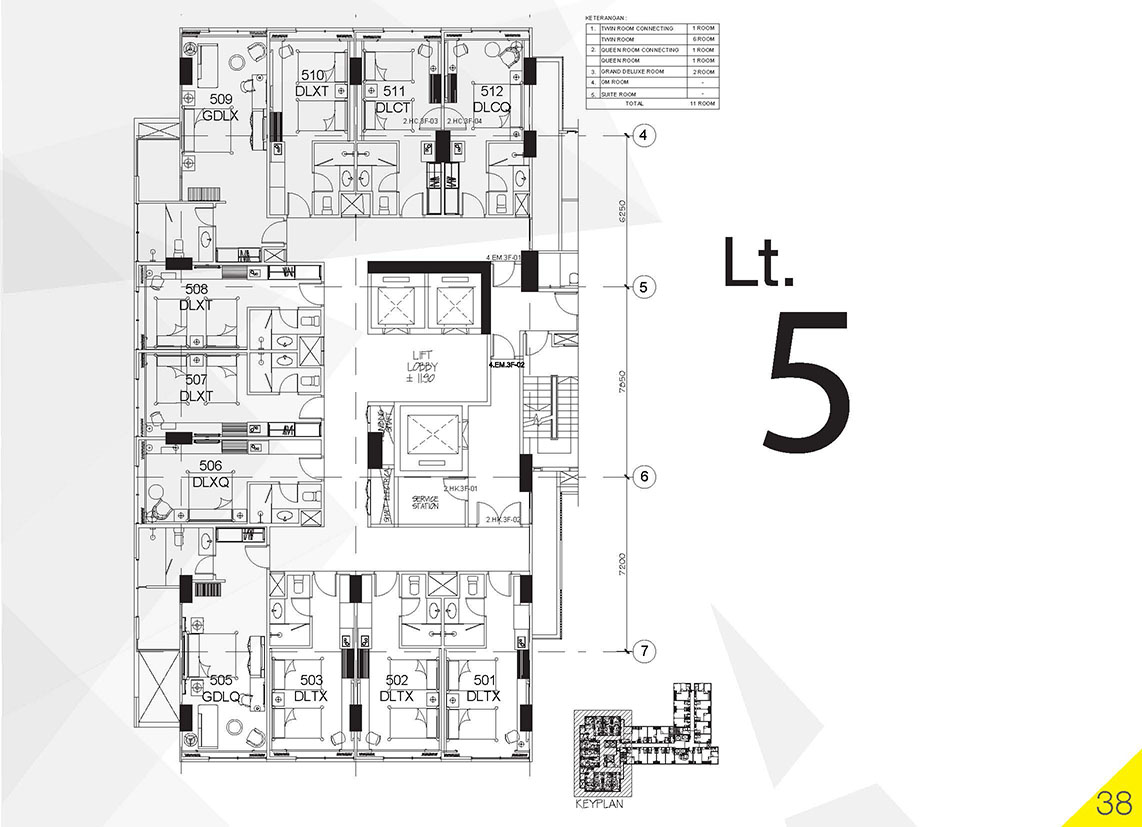 KETERANGAN :
1. TWIN ROOM CONNECTING 1 ROOM
TWIN ROOM 6 ROOM
2. QUEEN ROOM CONNECTING 1 ROOM
QUEEN ROOM 1 ROOM
3. GRAND DELUXE ROOM 2 ROOM
4. GM ROOM -
5. SUITE ROOM -
TOTAL 11 ROOM
509
GDLX
510
DLXT
511
DLCT
512
DLCQ
2.HC.3F-03
2.HC.3F-04
4
6250
4.EM.3F-01
5
Lt.
5
508
DLXT
507
DLXT
LIFT
LOBBY
± 1190
4.EM.3F-02
7850
506
DLXQ
SERVICE
STATION
2.HK.3F-01
2.HK.3F-02
6
7200
7
505
GDLQ
503
DLTX
502
DLTX
501
DLTX
KEYPLAN
38